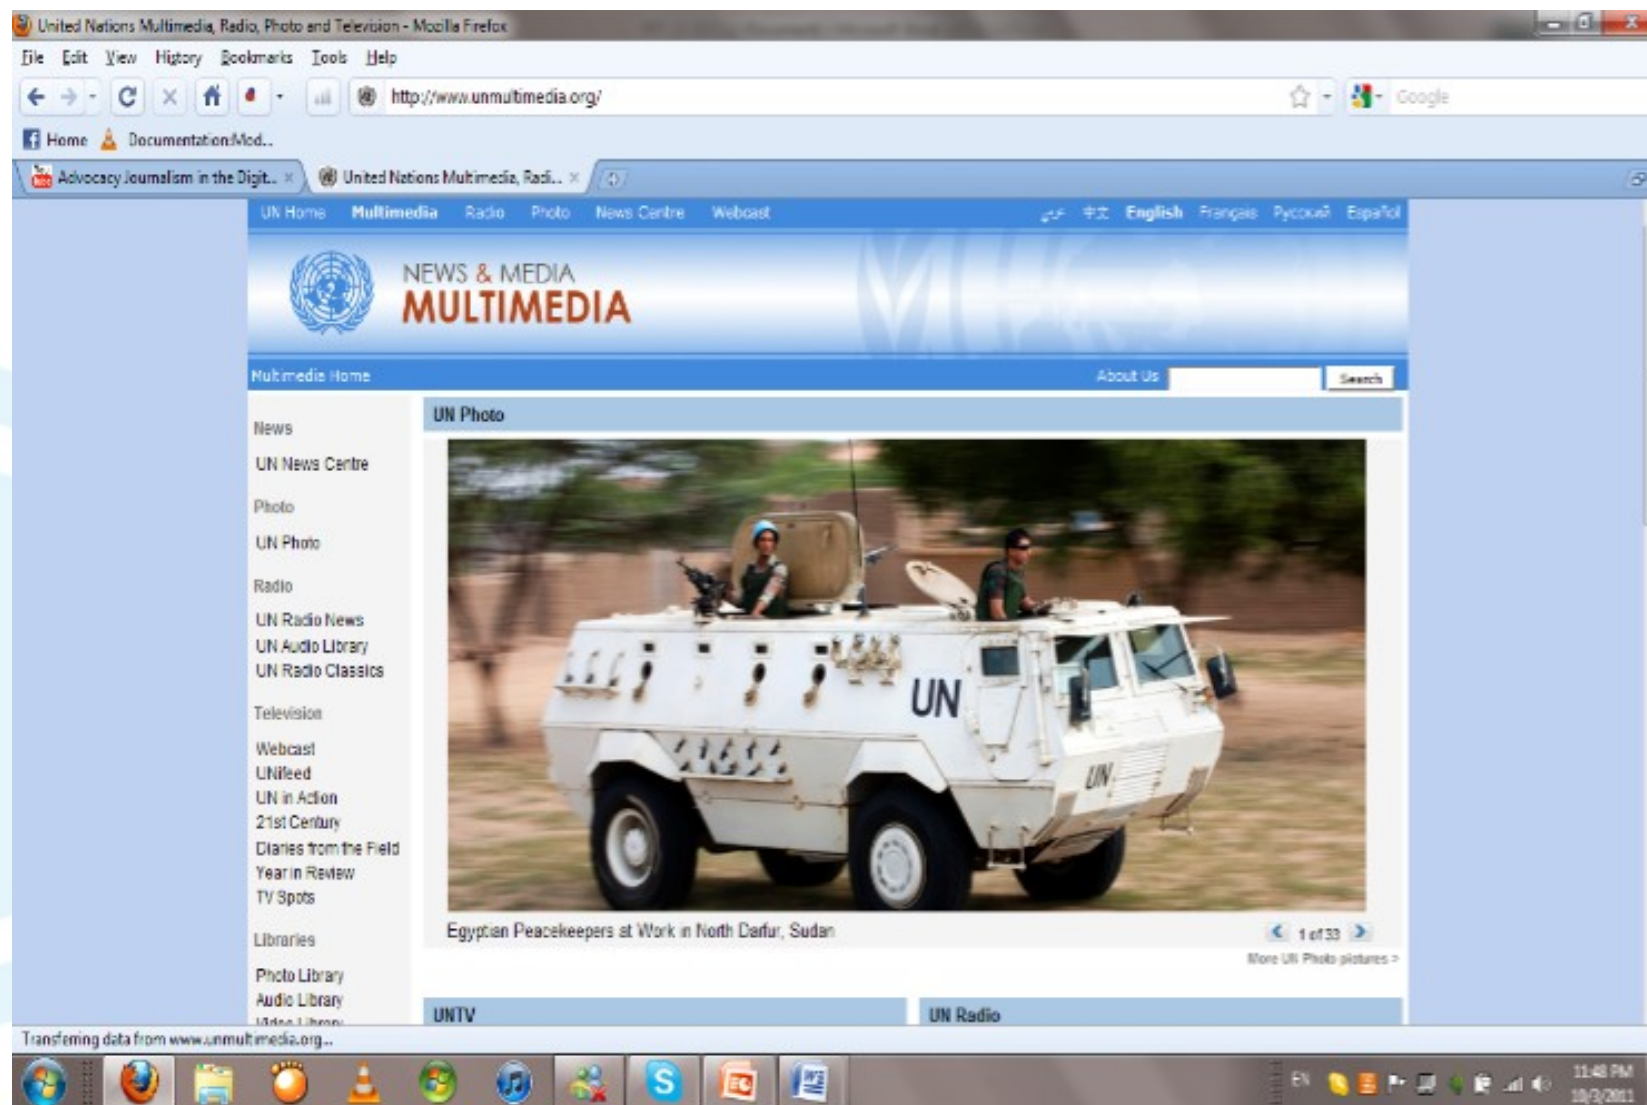 United Nations Multimedia, Radio, Photo and Television - Mozilla Firefox
File Edit View History Bookmarks Tools Help
http://www.unmultimedia.org/
Google
Home Documentation:Mod...
Advocacy Journalism in the Digit... United Nations Multimedia, Radi...
UN Home Multimedia Radio Photo News Centre Webcast 中文 English Français Русский Español
NEWS & MEDIA
MULTIMEDIA
Multimedia Home About Us Search
News
UN News Centre
Photo
UN Photo
Radio
UN Radio News
UN Audio Library
UN Radio Classics
Television
Webcast
UNifeed
UN in Action
21st Century
Diaries from the Field
Year in Review
TV Spots
Libraries
Photo Library
Audio Library
Video Library
UN Photo
UN
UN
Egyptian Peacekeepers at Work in North Darfur, Sudan
1 of 33
More UN Photo pictures >
UNTV UN Radio
Transferring data from www.unmultimedia.org...
EN 11:48 PM
10/3/2011